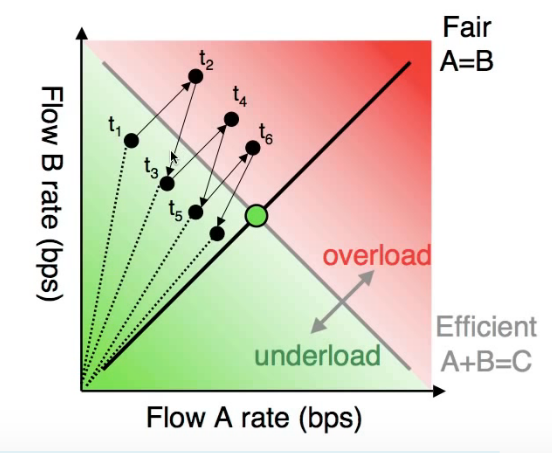 Fair
A=B
t2
t4
t1
t6
t3
t5
Flow B rate (bps)
overload
Efficient
A+B=C
underload
Flow A rate (bps)